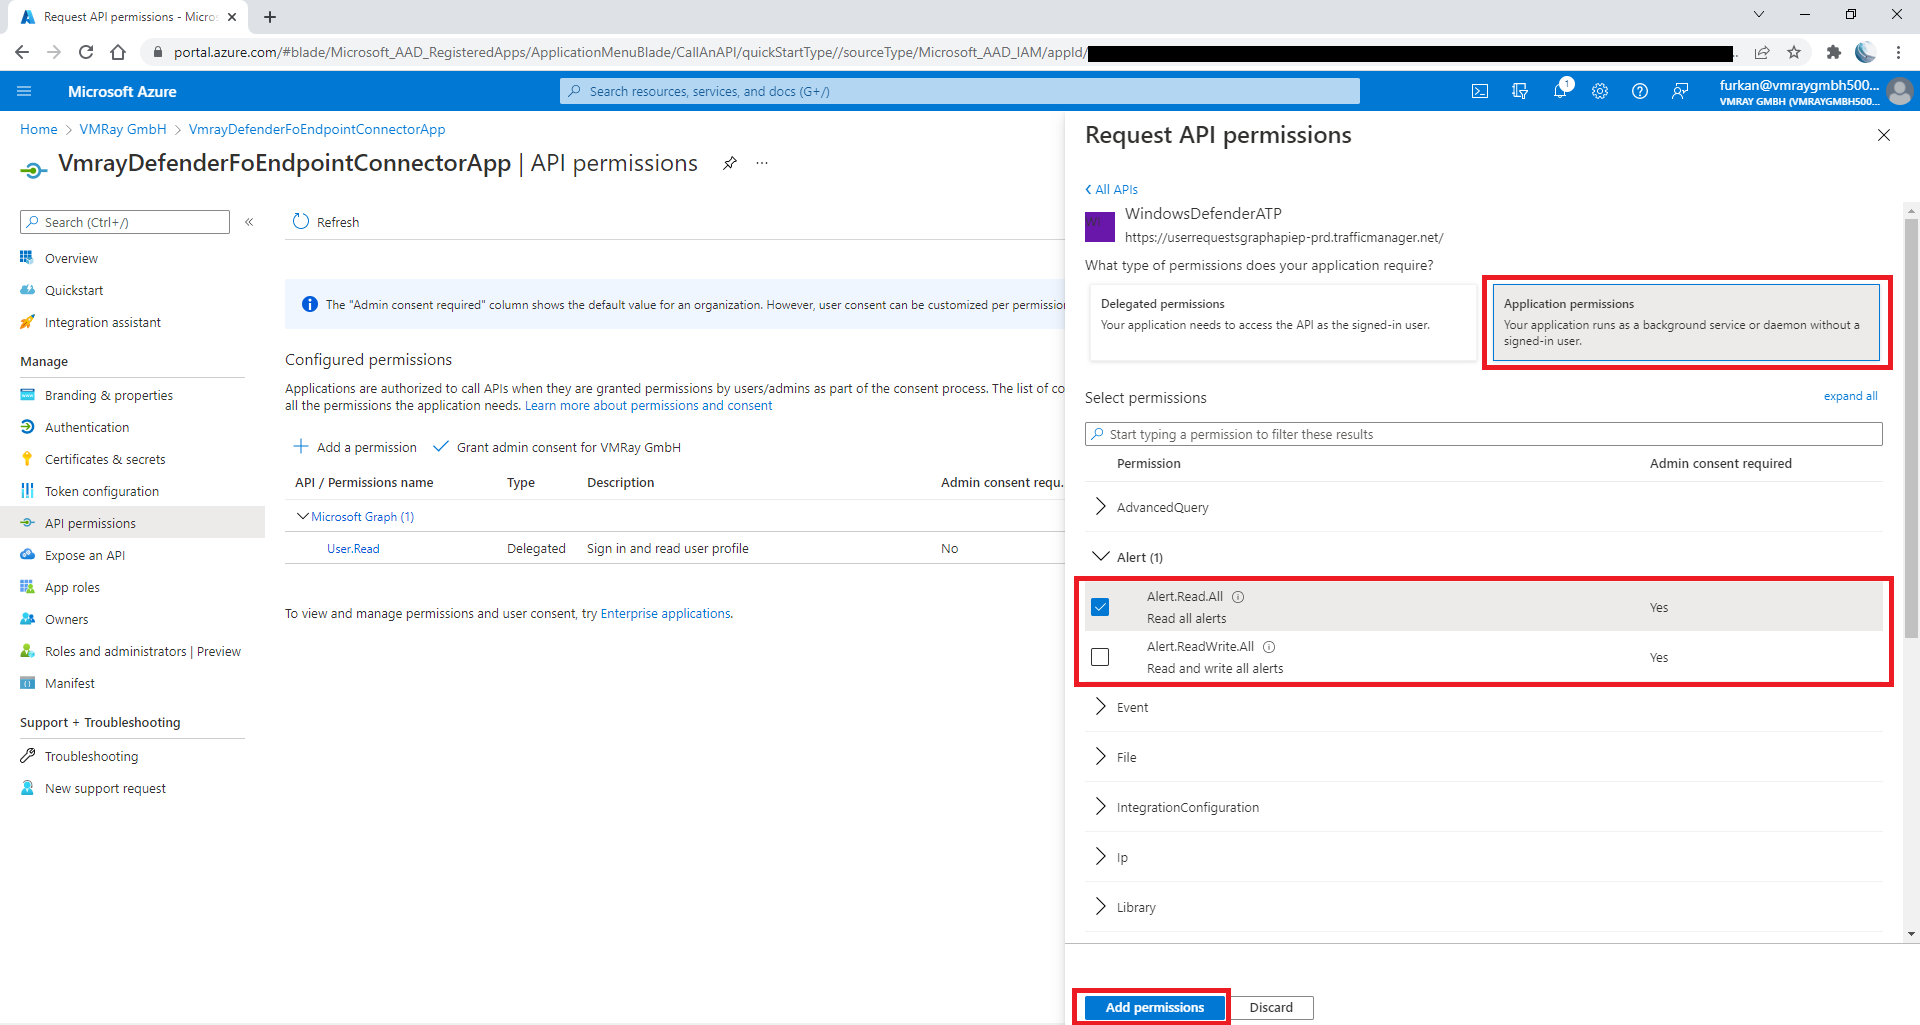 Request API permissions - Micros
portal.azure.com/#blade/Microsoft_AAD_RegisteredApps/ApplicationMenuBlade/CallAnAPI/quickStartType//sourceType/Microsoft_AAD_IAM/appId/
Microsoft Azure
Search resources, services, and docs (G+/)
1
furkan@vmraygmbh500...
VMRAY GMBH (VMRAYGMBH500...
Home > VMRay GmbH > VmrayDefenderFoEndpointConnectorApp
VmrayDefenderFoEndpointConnectorApp | API permissions
...
Search (Ctrl+/)
«
Overview
Quickstart
Integration assistant
Manage
Branding & properties
Authentication
Certificates & secrets
Token configuration
API permissions
Expose an API
App roles
Owners
Roles and administrators | Preview
Manifest
Support + Troubleshooting
Troubleshooting
New support request
Refresh
The "Admin consent required" column shows the default value for an organization. However, user consent can be customized per permission
Configured permissions
Applications are authorized to call APIs when they are granted permissions by users/admins as part of the consent process. The list of co
all the permissions the application needs. Learn more about permissions and consent
Add a permission
Grant admin consent for VMRay GmbH
API / Permissions name
Type
Description
Admin consent requ...
Microsoft Graph (1)
User.Read
Delegated
Sign in and read user profile
No
To view and manage permissions and user consent, try Enterprise applications.
Request API permissions
All APIs
WindowsDefenderATP
https://userrequestsgraphapiep-prd.trafficmanager.net/
What type of permissions does your application require?
Delegated permissions
Your application needs to access the API as the signed-in user.
Application permissions
Your application runs as a background service or daemon without a
signed-in user.
Select permissions
expand all
Start typing a permission to filter these results
Permission
Admin consent required
AdvancedQuery
Alert (1)
Alert.Read.All
Read all alerts
Yes
Alert.ReadWrite.All
Read and write all alerts
Yes
Event
File
IntegrationConfiguration
Ip
Library
Add permissions
Discard